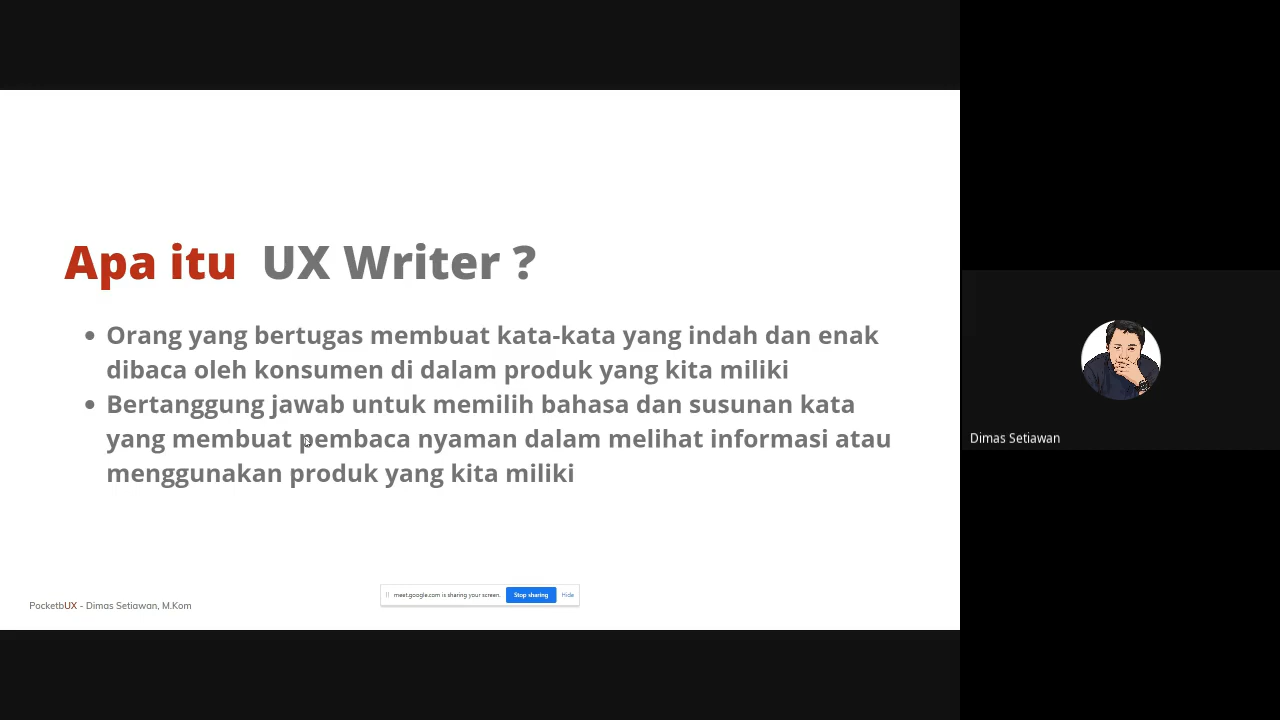 Apa itu UX Writer ?
Orang yang bertugas membuat kata-kata yang indah dan enak
dibaca oleh konsumen di dalam produk yang kita miliki
Bertanggung jawab untuk memilih bahasa dan susunan kata
yang membuat pembaca nyaman dalam melihat informasi atau
menggunakan produk yang kita miliki
meet.google.com is sharing your screen. Stop sharing Hide
PocketbUX - Dimas Setiawan, M.Kom
Dimas Setiawan